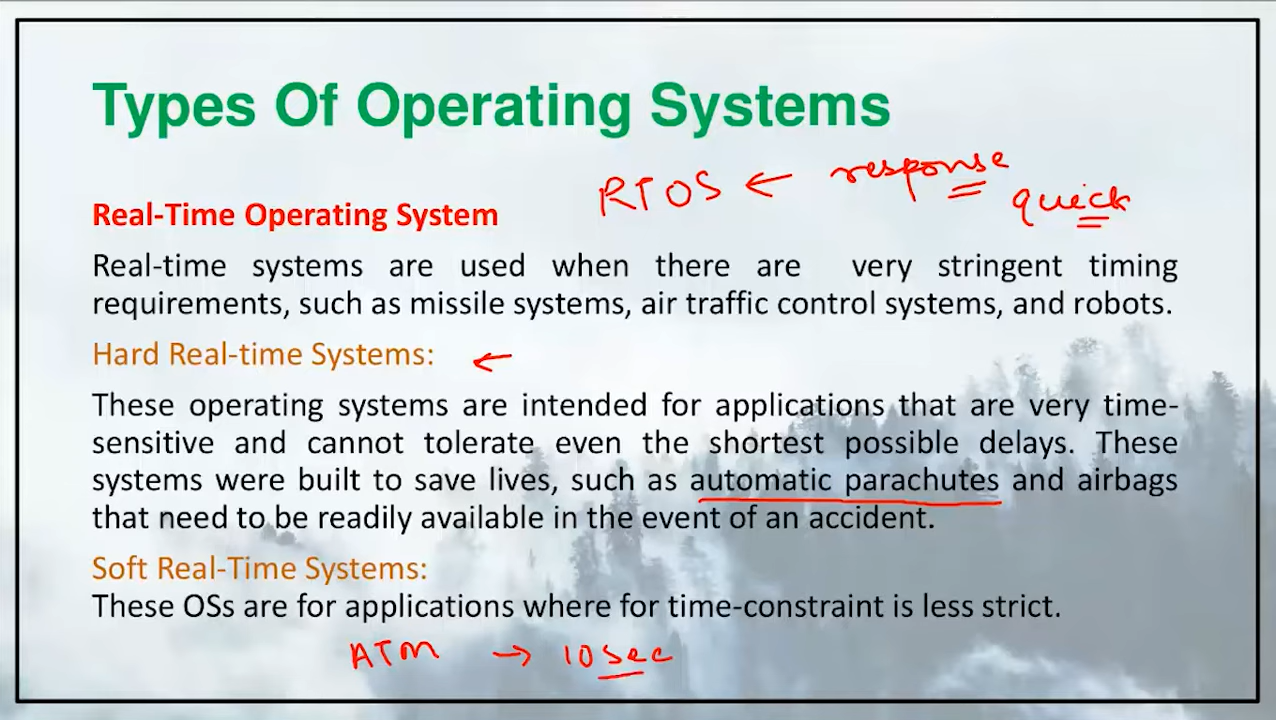 Types Of Operating Systems
RTOS ← response
quick
Real-Time Operating System
Real-time systems are used when there are very stringent timing
requirements, such as missile systems, air traffic control systems, and robots.
Hard Real-time Systems: ←
These operating systems are intended for applications that are very time-
sensitive and cannot tolerate even the shortest possible delays. These
systems were built to save lives, such as automatic parachutes and airbags
that need to be readily available in the event of an accident.
Soft Real-Time Systems:
These OSs are for applications where for time-constraint is less strict.
ATM → 10 sec